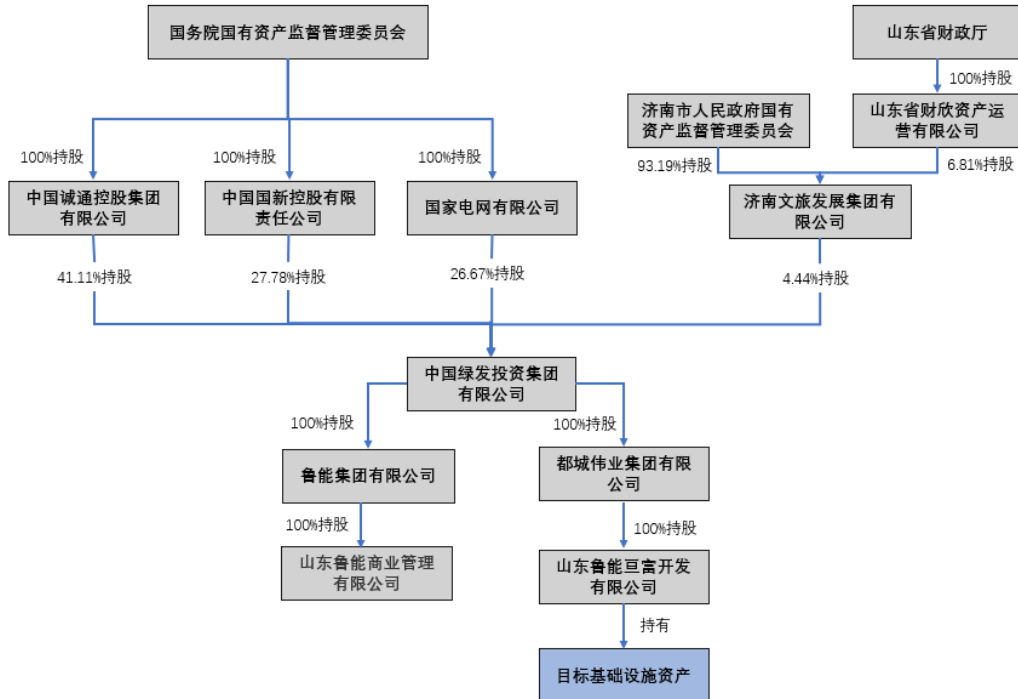 国务院国有资产监督管理委员会
山东省财政厅
100%持股
济南市人民政府国有
资产监督管理委员会
山东省财欣资产运
营有限公司
100%持股
100%持股
100%持股
93.19%持股
6.81%持股
中国诚通控股集团
有限公司
中国国新控股有限
责任公司
国家电网有限公司
济南文旅发展集团有
限公司
41.11%持股
27.78%持股
26.67%持股
4.44%持股
中国绿发投资集团
有限公司
100%持股
100%持股
鲁能集团有限公司
都城伟业集团有限
公司
100%持股
100%持股
山东鲁能商业管理
有限公司
山东鲁能亘富开发
有限公司
持有
目标基础设施资产